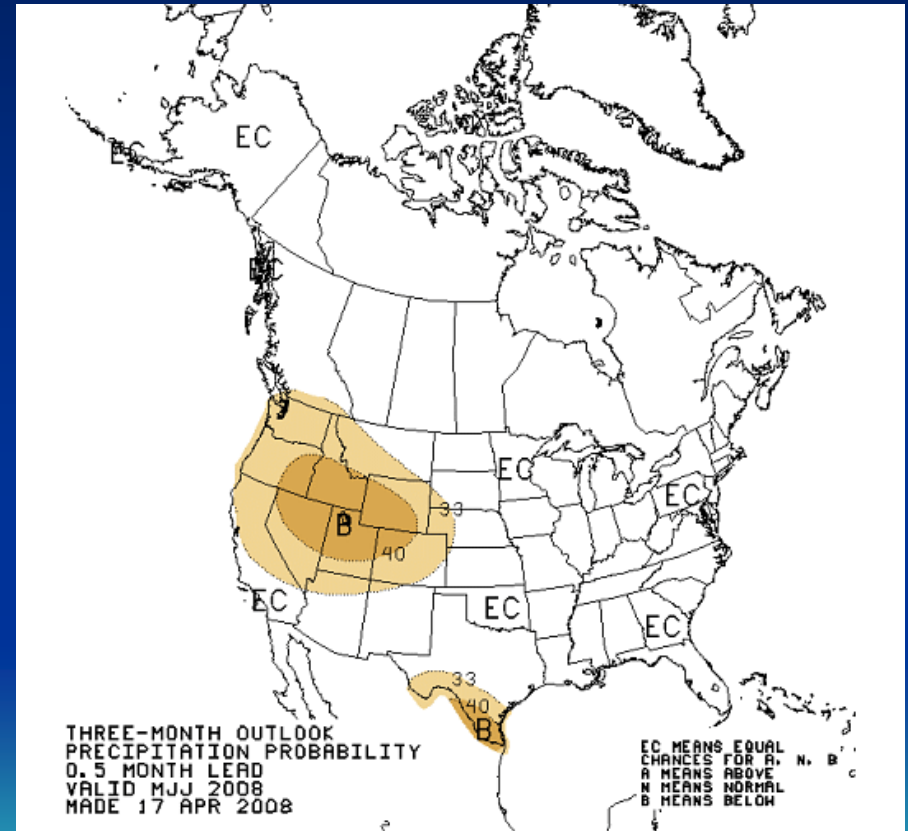 EC
EC
EC
EC
EC
33
B
40
EC
EC
EC
33
40
B
THREE-MONTH OUTLOOK
PRECIPITATION PROBABILITY
0.5 MONTH LEAD
VALID MJJ 2008
MADE 17 APR 2008
EC MEANS EQUAL
CHANCES FOR A, N, B
A MEANS ABOVE
N MEANS NORMAL
B MEANS BELOW